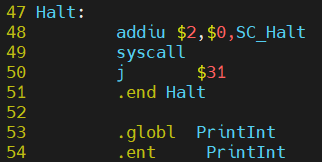 47 Halt:
48 addiu $2,$0,SC_Halt
49 syscall
50 j $31
51 .end Halt
52
53 .globl PrintInt
54 .ent PrintInt